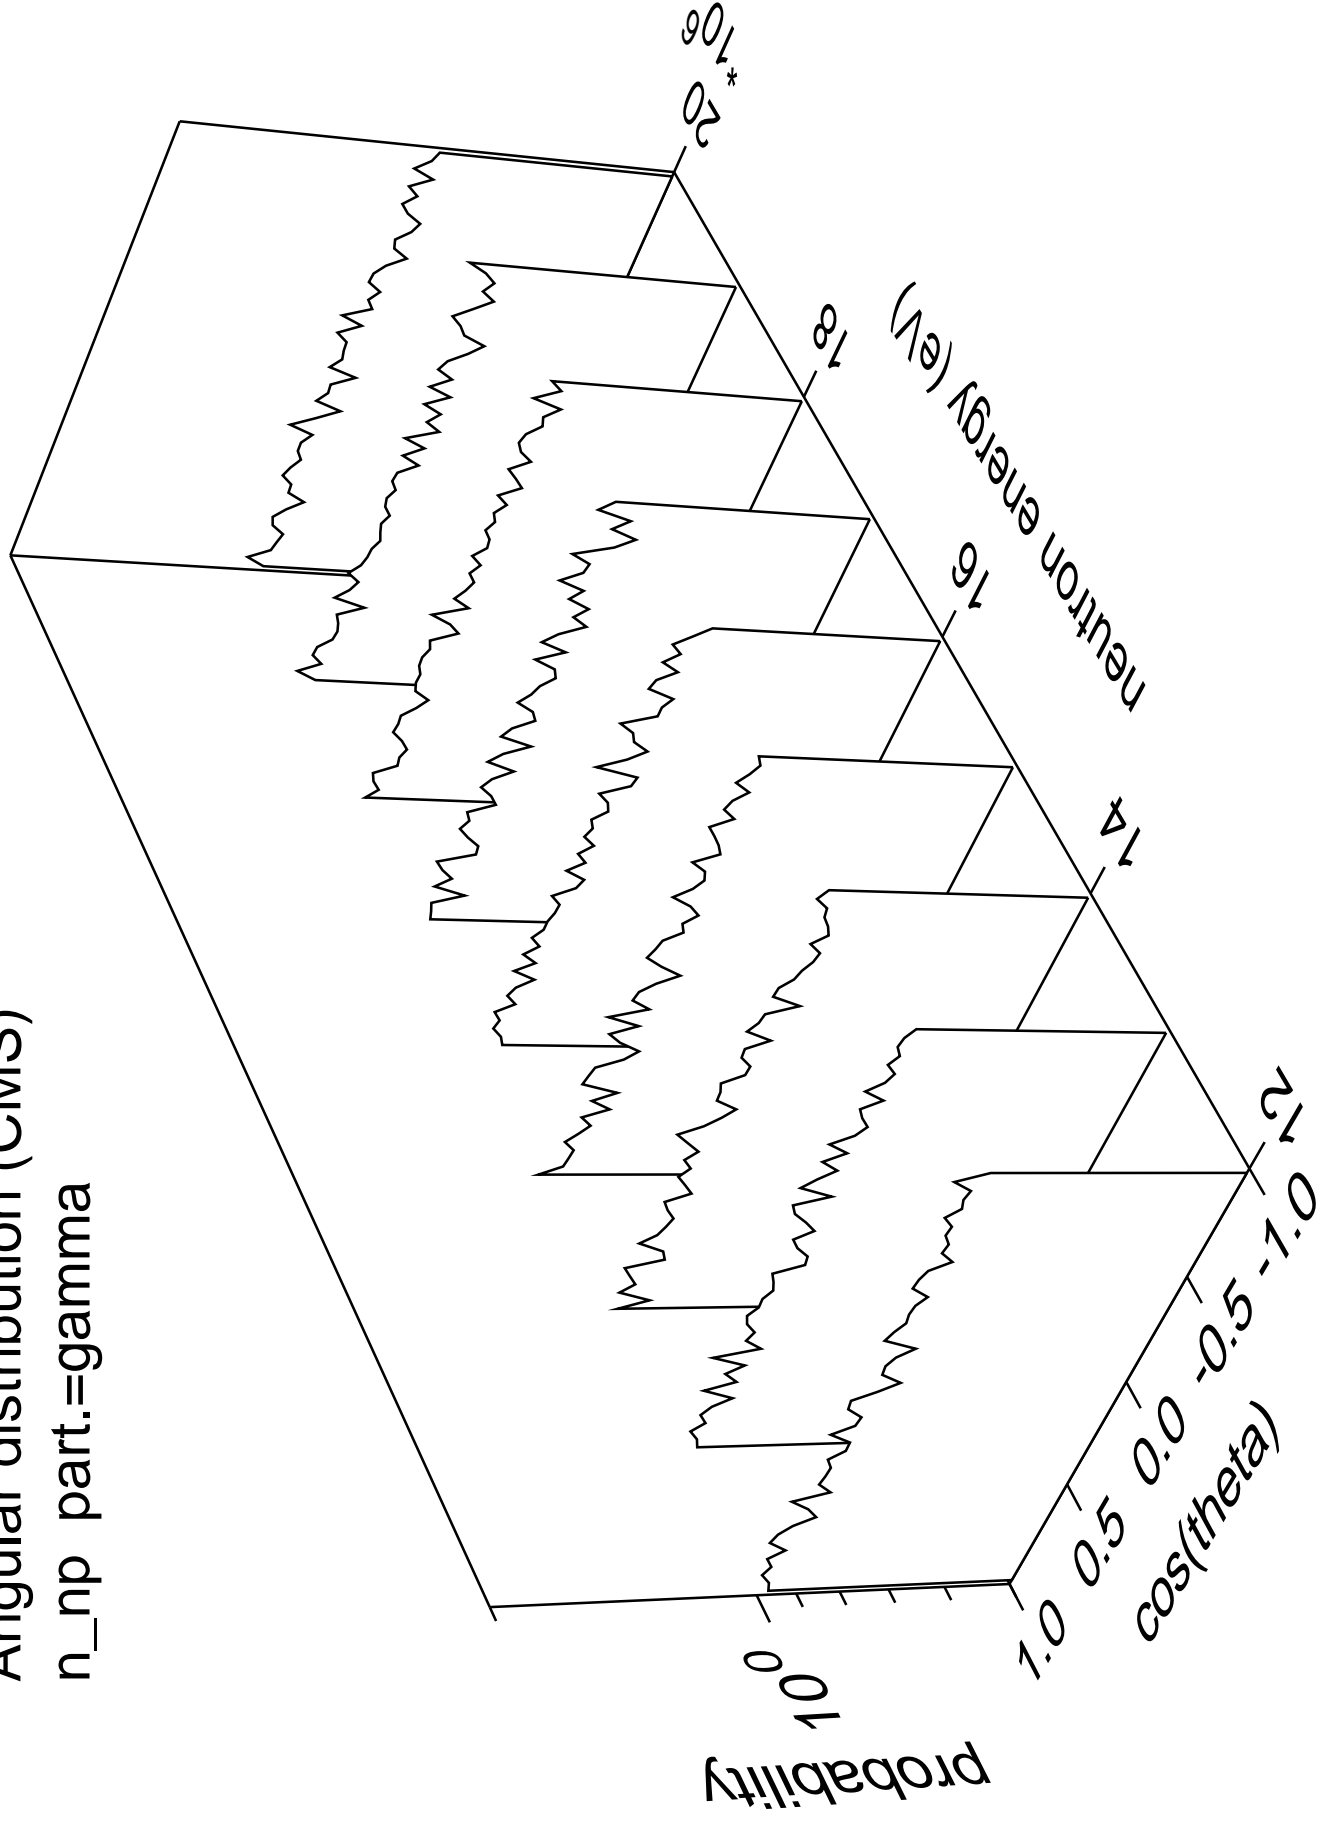 Angular distribution (CMS)
n_np part.=gamma
probability
10 0
1.0 0.5 0.0 -0.5 -1.0
cos(theta)
12 14 16 18 20
* 10 6
neutron energy (eV)